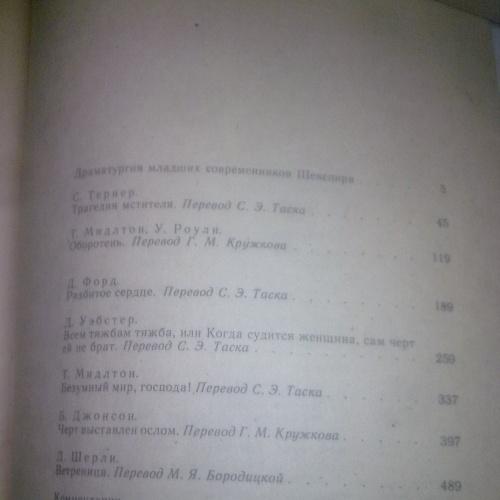 Драматургия младших современников Шекспира 5
С. Тернер.
Трагедия мстителя. Перевод С. Э. Таска 45
Т. Мидлтон, У. Роули.
Оборотень. Перевод Г. М. Кружкова 119
Д. Форд.
Разбитое сердце. Перевод С. Э. Таска 189
Д. Уэбстер.
Всем тяжбам тяжба, или Когда судится женщина, сам черт
ей не брат. Перевод С. Э. Таска 259
Т. Мидлтон.
Безумный мир, господа! Перевод С. Э. Таска 337
Б. Джонсон.
Черт выставлен ослом. Перевод Г. М. Кружкова 397
Д. Шерли.
Ветреница. Перевод М. Я. Бородицкой 489